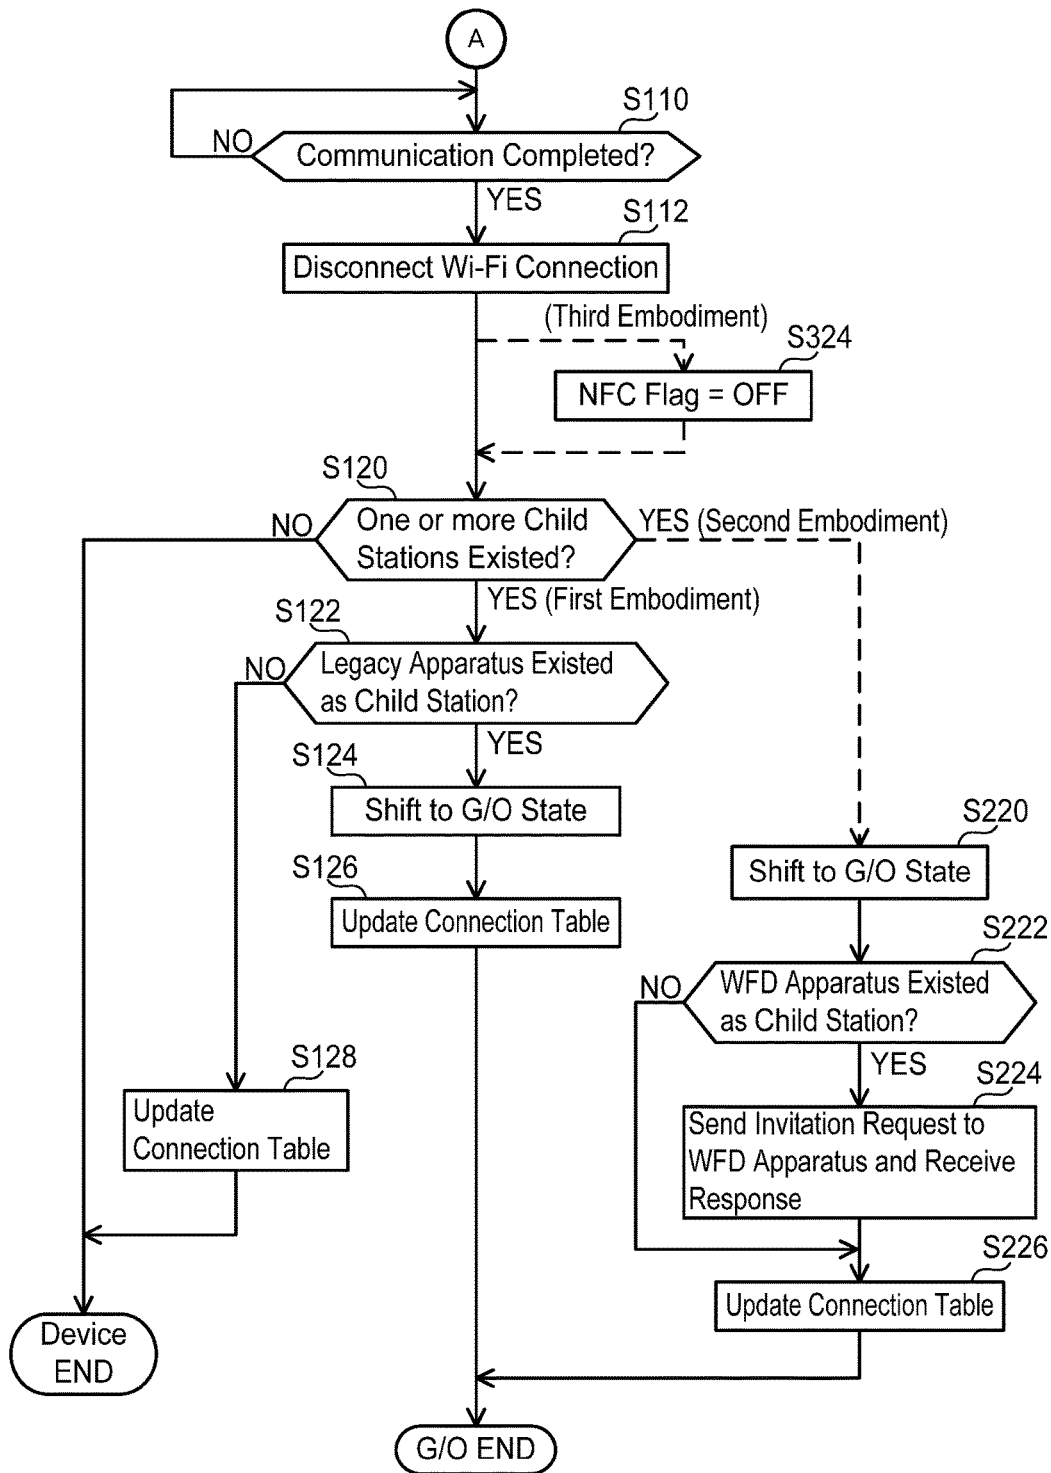 A
S110
NO
Communication Completed?
YES
S112
Disconnect Wi-Fi Connection
(Third Embodiment)
S324
NFC Flag = OFF
S120
NO
One or more Child
Stations Existed?
YES (Second Embodiment)
YES (First Embodiment)
S122
NO
Legacy Apparatus Existed
as Child Station?
YES
S124
Shift to G/O State
S220
Shift to G/O State
S126
Update Connection Table
S222
NO
WFD Apparatus Existed
as Child Station?
YES
S128
Update
Connection Table
S224
Send Invitation Request to
WFD Apparatus and Receive
Response
S226
Update Connection Table
Device
END
G/O END